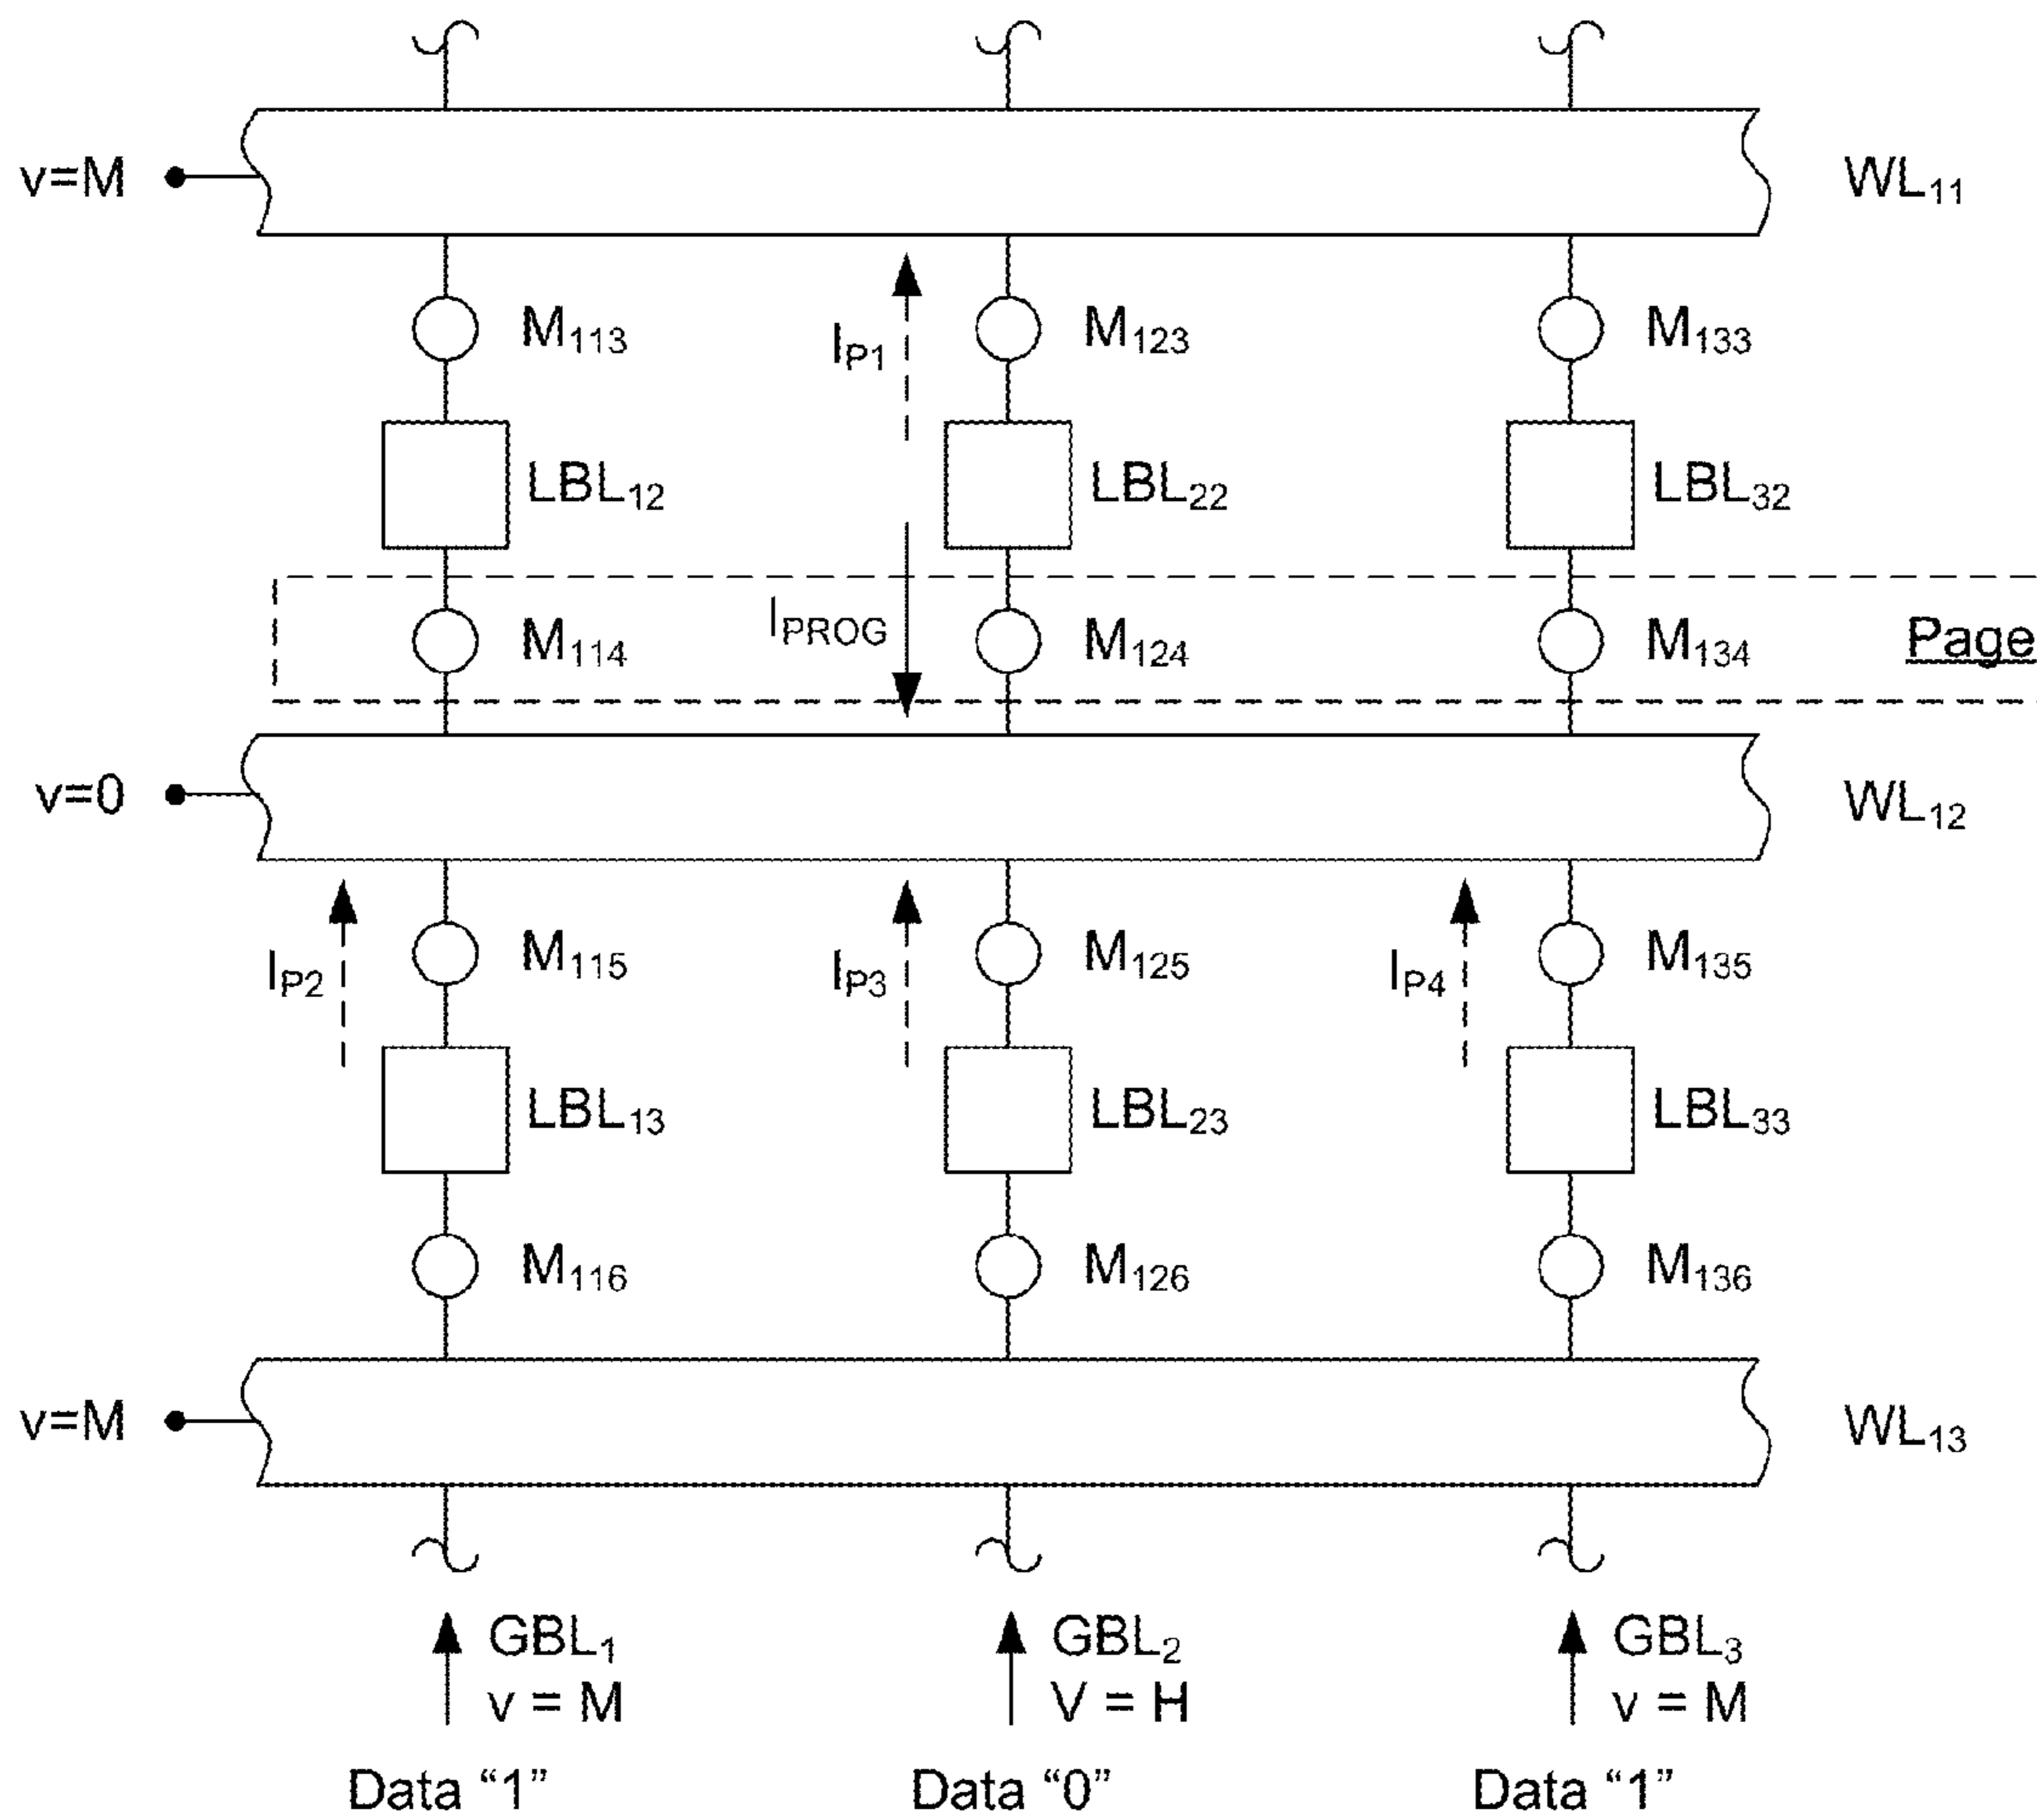 v=M
WL11
M113
IP1
M123
M133
LBL12
LBL22
LBL32
M114
IPROG
M124
M134
Page
v=0
WL12
IP2
M115
IP3
M125
IP4
M135
LBL13
LBL23
LBL33
M116
M126
M136
v=M
WL13
GBL1
v = M
GBL2
V = H
GBL3
v = M
Data “1”
Data “0”
Data “1”